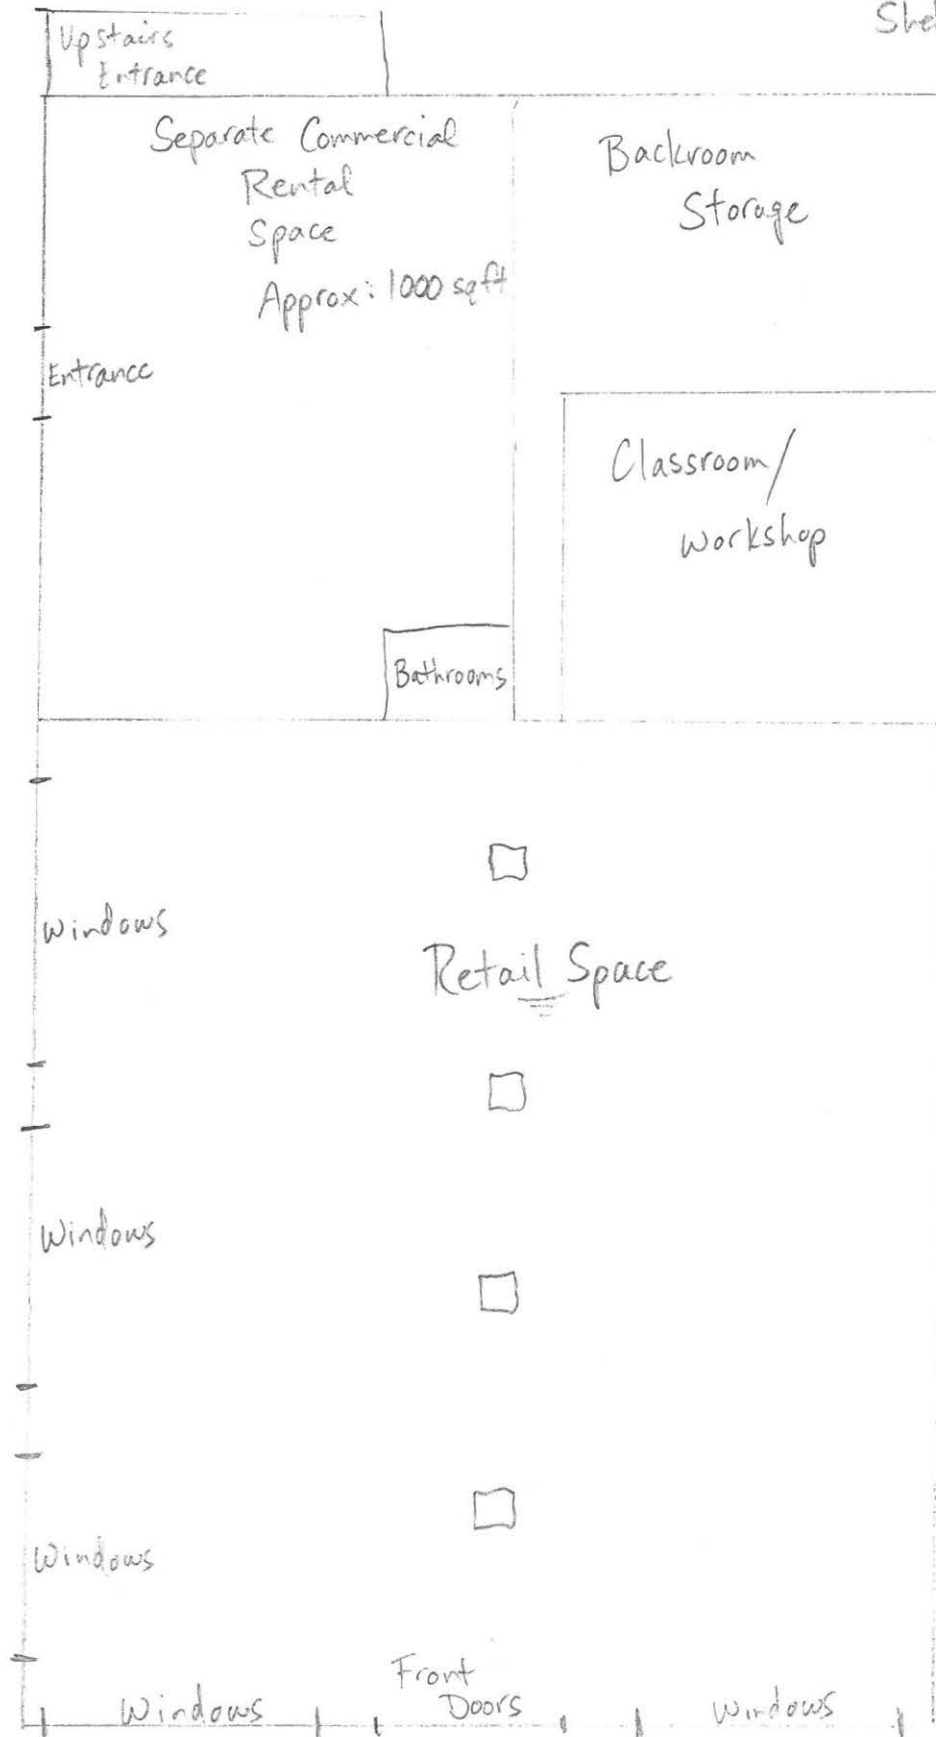 Upstairs
Entrance
Separate Commercial
Rental
Space
Approx: 1000 sqft
Backroom
Storage
Entrance
Classroom/
Workshop
Bathrooms
Windows
Retail Space
Windows
Windows
Front
Doors
Windows
Windows